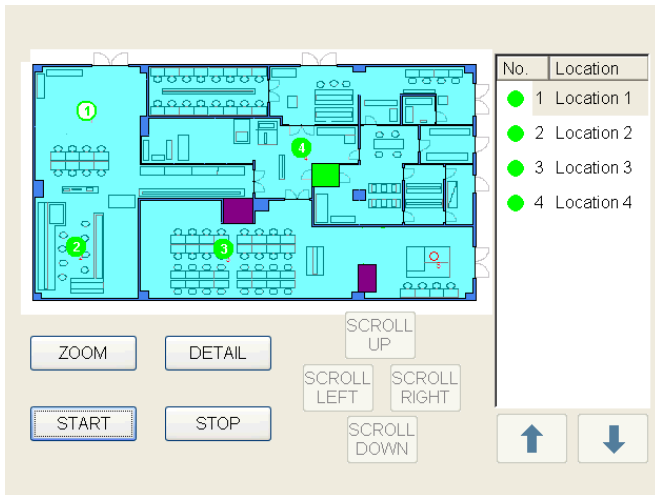 No. Location
1 Location 1
2 Location 2
3 Location 3
4 Location 4
1
4
2
3
ZOOM
DETAIL
START
STOP
SCROLL
UP
SCROLL
LEFT
SCROLL
RIGHT
SCROLL
DOWN